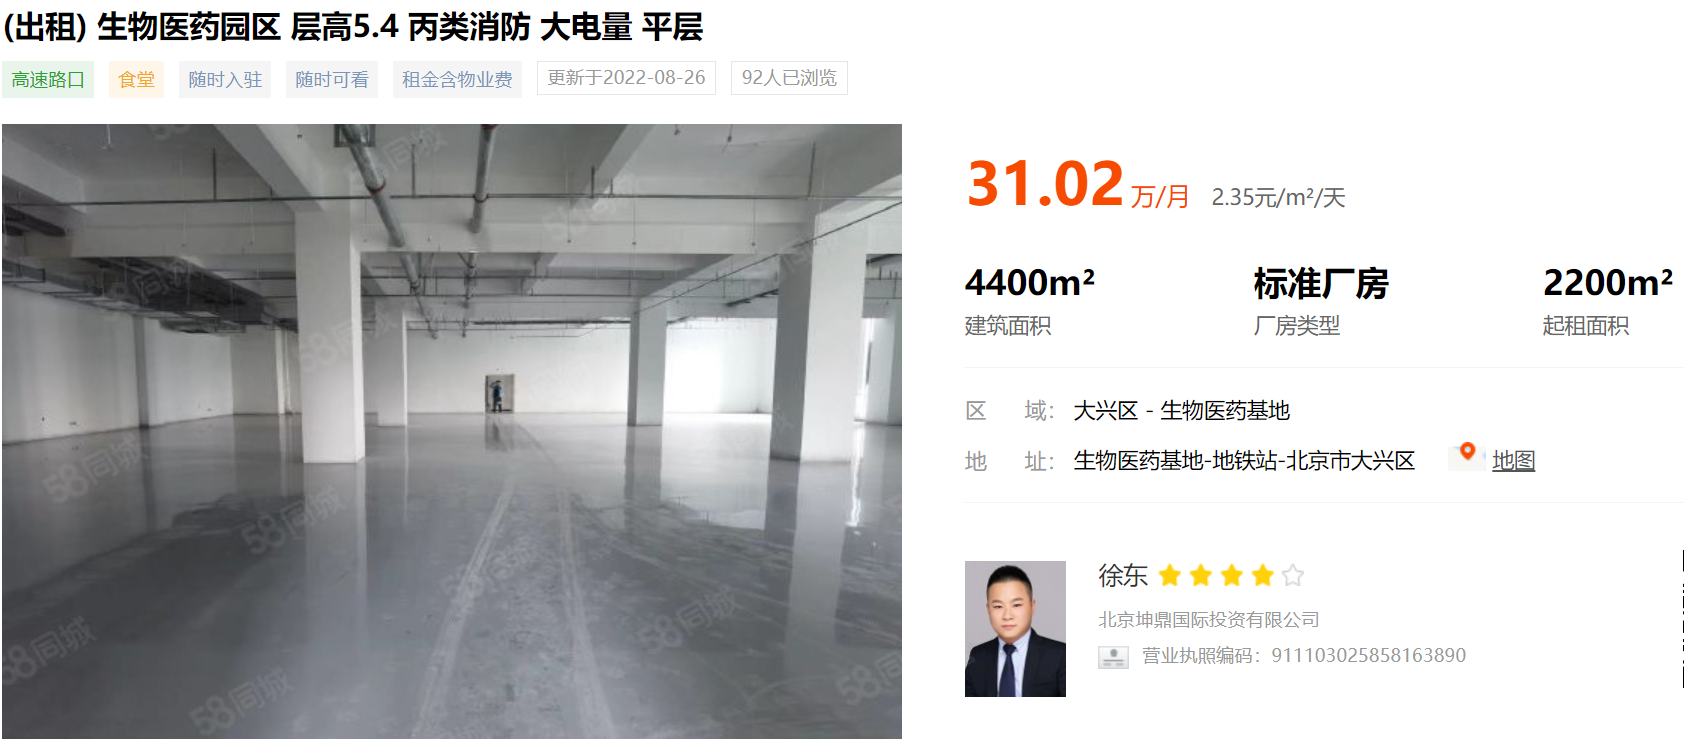 (出租) 生物医药园区 层高5.4 丙类消防 大电量 平层
高速路口 食堂 随时入驻 随时可看 租金含物业费 更新于2022-08-26 92人已浏览
58同城
31.02万/月 2.35元/m²/天
4400m² 标准厂房 2200m²
建筑面积 厂房类型 起租面积
区 域： 大兴区 - 生物医药基地
地 址： 生物医药基地-地铁站-北京市大兴区 地图
徐东
北京坤鼎国际投资有限公司
营业执照编码：911103025858163890